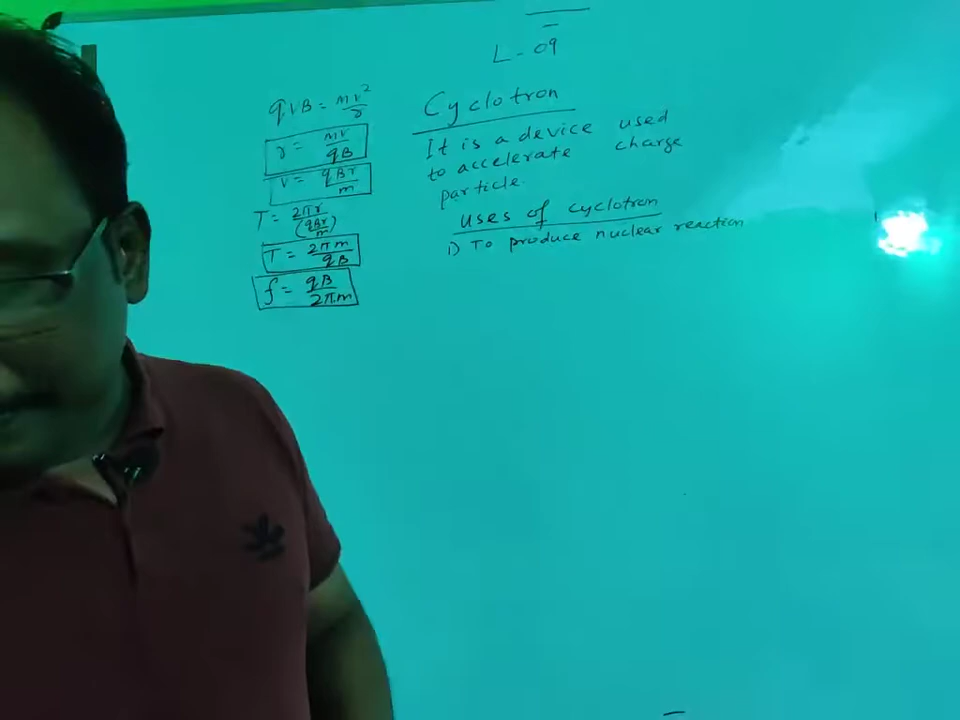 L - 09
qVB = mv²/r
r = mv/qB
v = qBr/m
T = 2πr/(qBr/m)
T = 2πm/qB
f = qB/2πm
Cyclotron
It is a device used
to accelerate charge
particle.
uses of cyclotron
1) To produce nuclear reaction